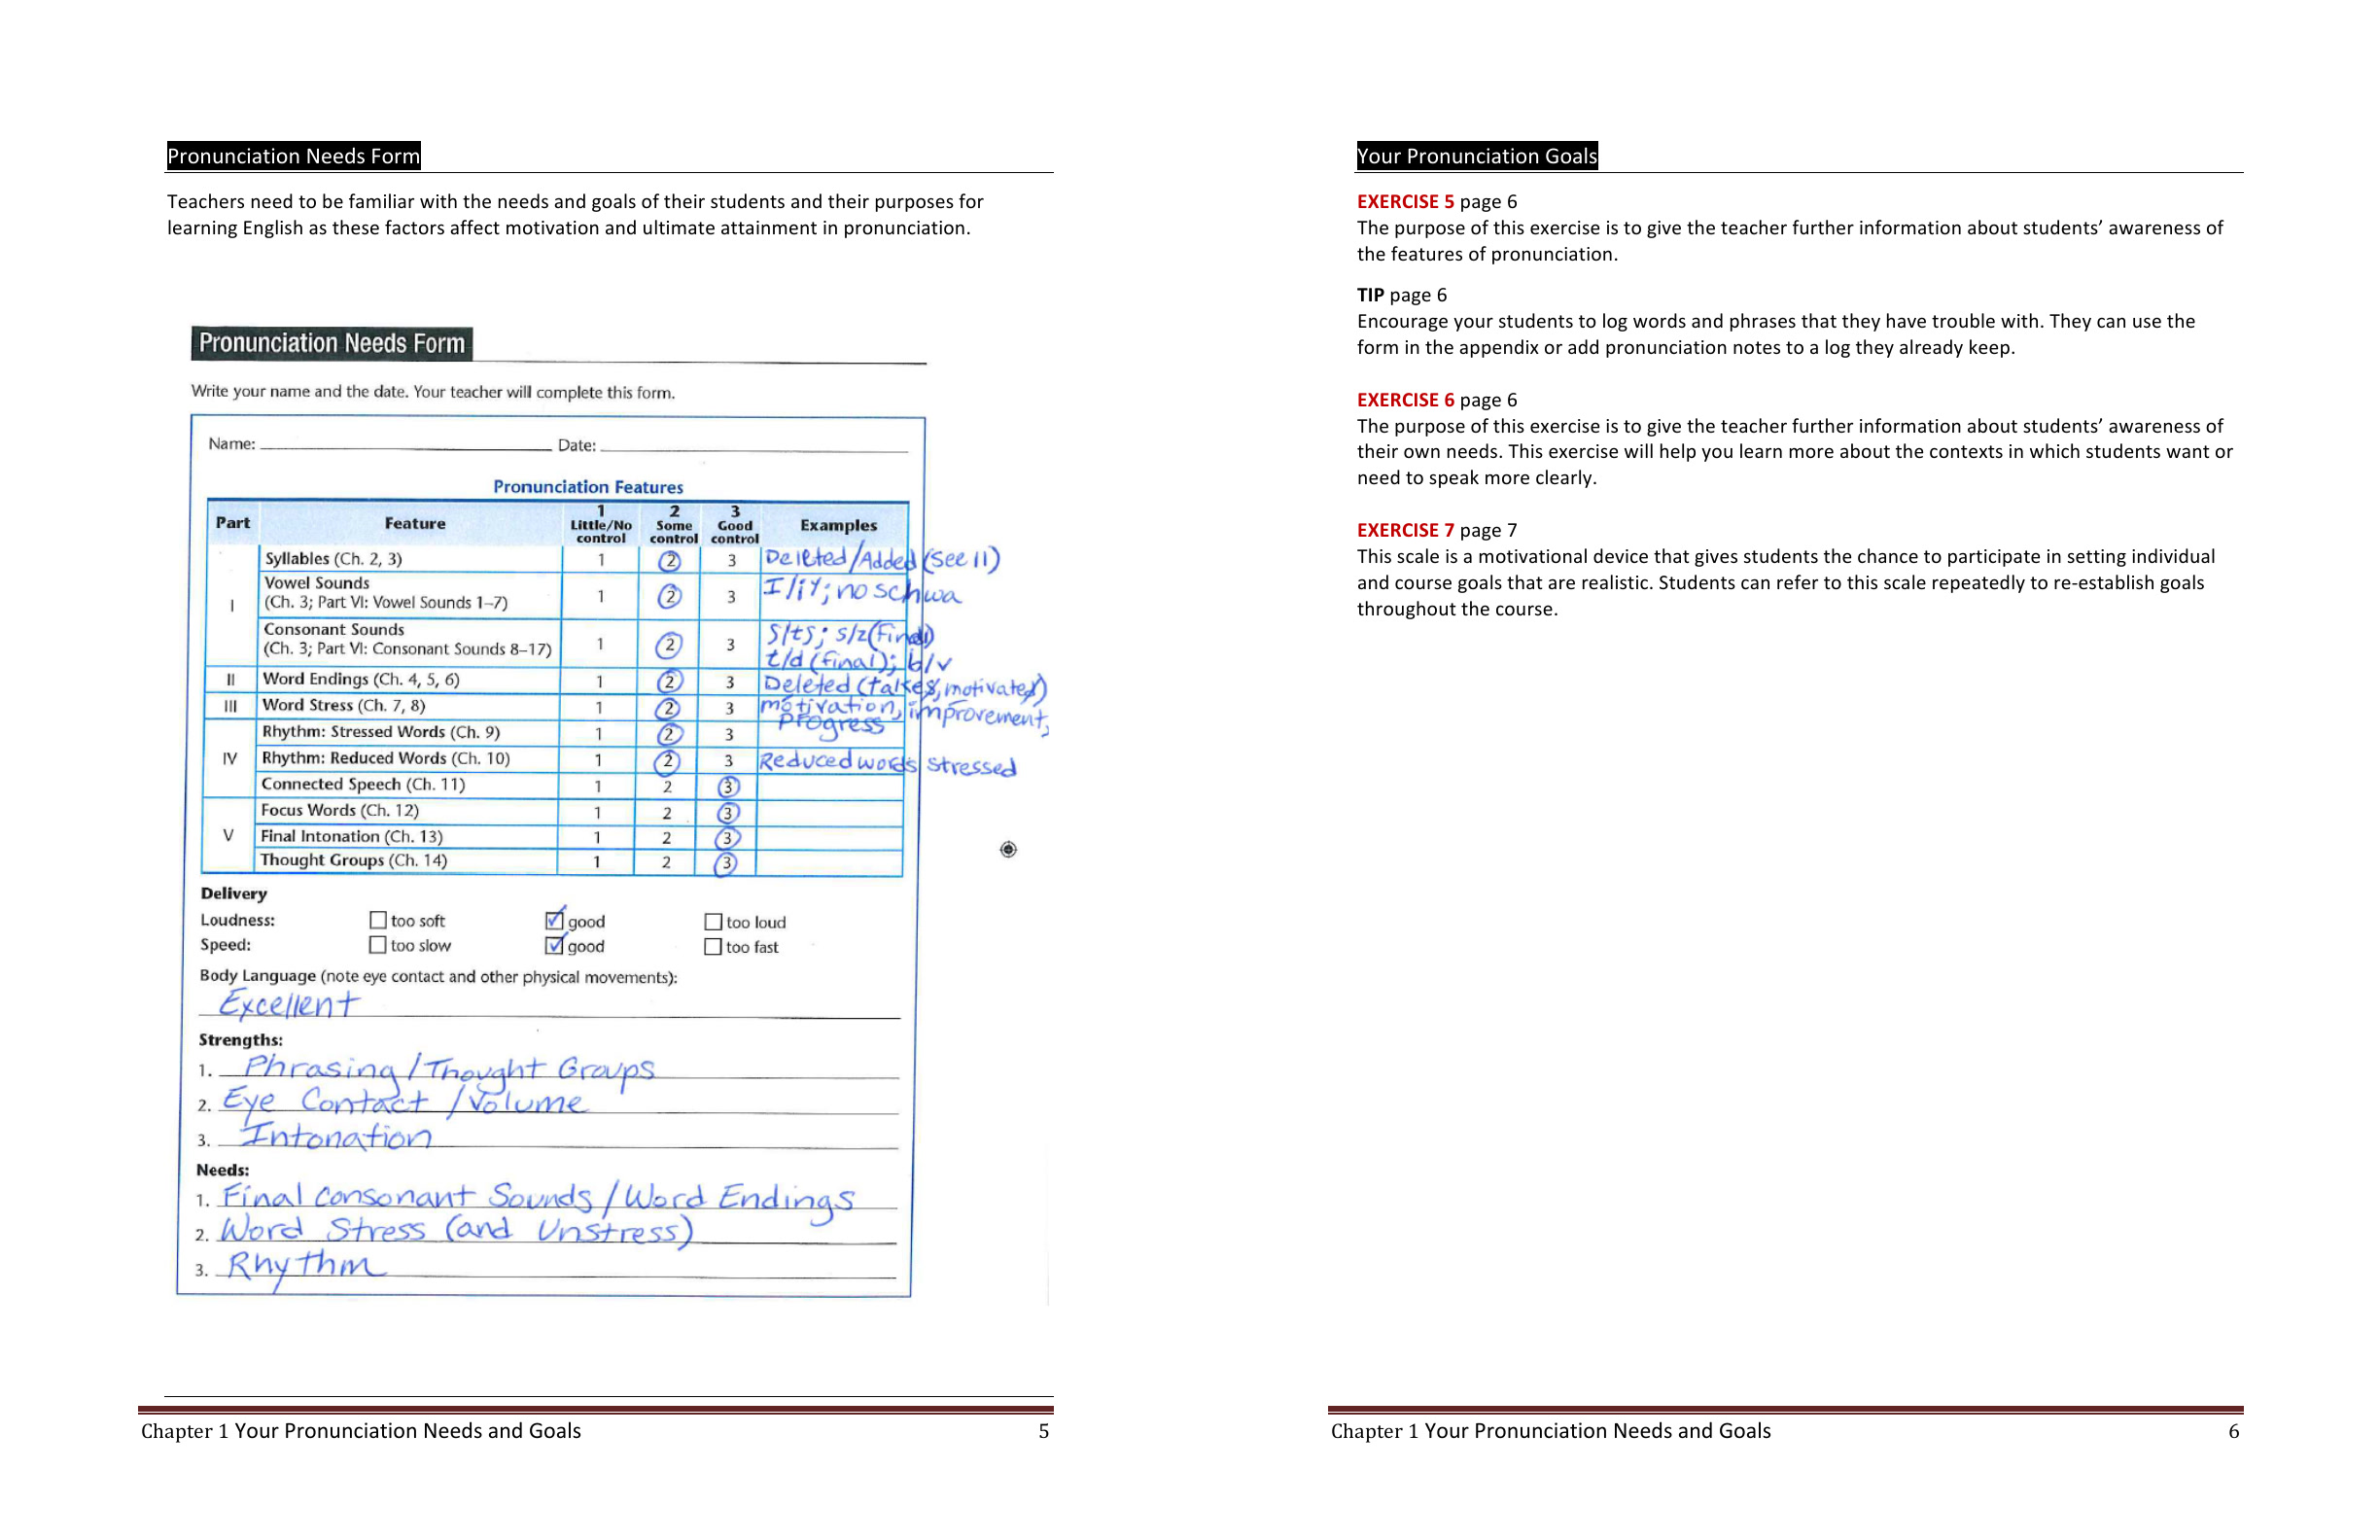 Pronunciation Needs Form
Teachers need to be familiar with the needs and goals of their students and their purposes for
learning English as these factors affect motivation and ultimate attainment in pronunciation.
Pronunciation Needs Form
Write your name and the date. Your teacher will complete this form.
Name: Date:
Pronunciation Features
Part Feature 1 Little/No control 2 Some control 3 Good control Examples
I Syllables (Ch. 2, 3) 1 2 3 Deleted/Added (see II)
Vowel Sounds
(Ch. 3; Part VI: Vowel Sounds 1–7) 1 2 3 I/iy; no schwa
Consonant Sounds 1 2 3 s/ts; s/z (Final)
(Ch. 3; Part VI: Consonant Sounds 8–17) t/d (final); b/v
II Word Endings (Ch. 4, 5, 6) 1 2 3 Deleted (takes, motivated)
III Word Stress (Ch. 7, 8) 1 2 3 motivation, improvement,
progress
IV Rhythm: Stressed Words (Ch. 9) 1 2 3
Rhythm: Reduced Words (Ch. 10) 1 2 3 Reduced words stressed
Connected Speech (Ch. 11) 1 2 3
V Focus Words (Ch. 12) 1 2 3
Final Intonation (Ch. 13) 1 2 3
Thought Groups (Ch. 14) 1 2 3
Delivery
Loudness: too soft good too loud
Speed: too slow good too fast
Body Language (note eye contact and other physical movements):
Excellent
Strengths:
1. Phrasing/Thought Groups
2. Eye Contact/Volume
3. Intonation
Needs:
1. Final Consonant Sounds/Word Endings
2. Word Stress (and Unstress)
3. Rhythm
Chapter 1 Your Pronunciation Needs and Goals 5
Your Pronunciation Goals
EXERCISE 5 page 6
The purpose of this exercise is to give the teacher further information about students’ awareness of
the features of pronunciation.
TIP page 6
Encourage your students to log words and phrases that they have trouble with. They can use the
form in the appendix or add pronunciation notes to a log they already keep.
EXERCISE 6 page 6
The purpose of this exercise is to give the teacher further information about students’ awareness of
their own needs. This exercise will help you learn more about the contexts in which students want or
need to speak more clearly.
EXERCISE 7 page 7
This scale is a motivational device that gives students the chance to participate in setting individual
and course goals that are realistic. Students can refer to this scale repeatedly to re-establish goals
throughout the course.
Chapter 1 Your Pronunciation Needs and Goals 6